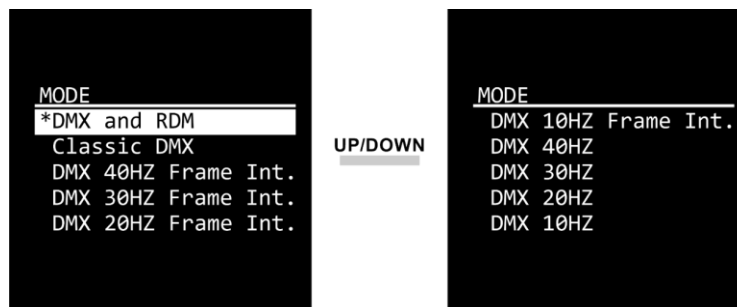 MODE
*DMX and RDM
Classic DMX
DMX 40HZ Frame Int.
DMX 30HZ Frame Int.
DMX 20HZ Frame Int.
UP/DOWN
MODE
DMX 10HZ Frame Int.
DMX 40HZ
DMX 30HZ
DMX 20HZ
DMX 10HZ